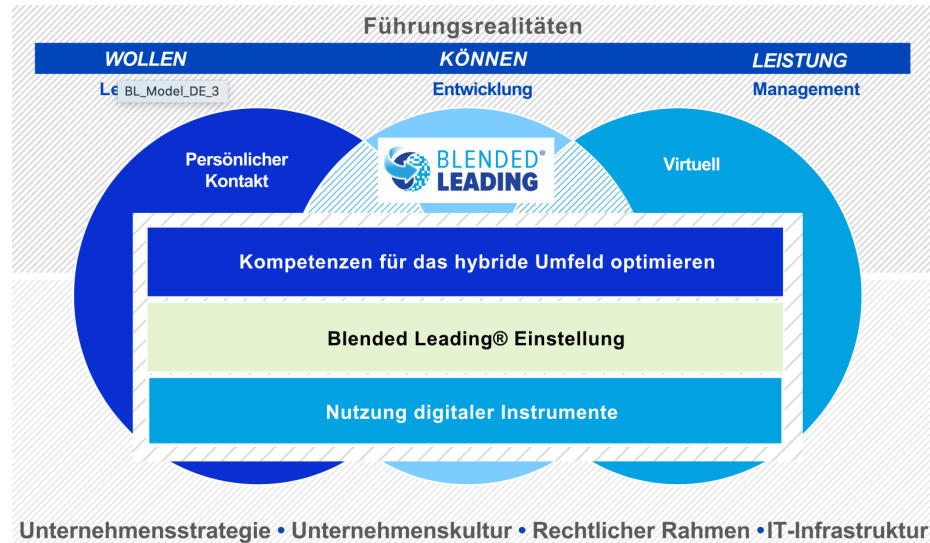 Führungsrealitäten
WOLLEN KÖNNEN LEISTUNG
BL_Model_DE_3 Entwicklung Management
Persönlicher
Kontakt
BLENDED®
LEADING
Virtuell
Kompetenzen für das hybride Umfeld optimieren
Blended Leading® Einstellung
Nutzung digitaler Instrumente
Unternehmensstrategie • Unternehmenskultur • Rechtlicher Rahmen •IT-Infrastruktur